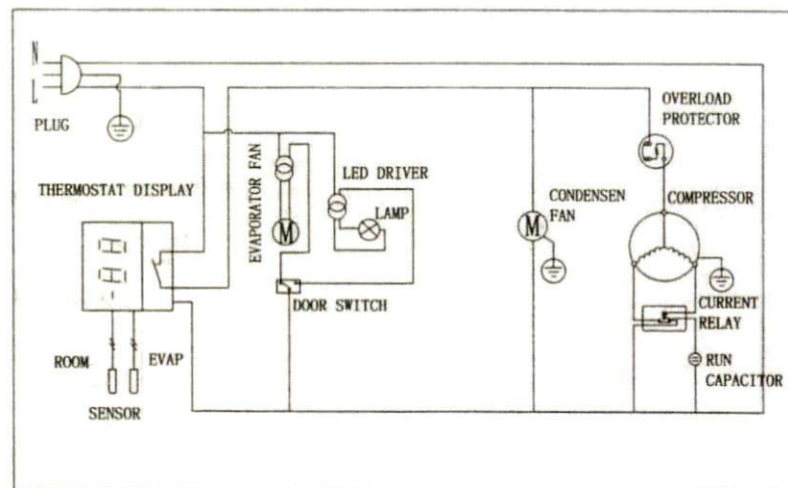 N
L
PLUG
OVERLOAD
PROTECTOR
EVAPORATOR FAN
LED DRIVER
THERMOSTAT DISPLAY
LAMP
CONDENSEN
FAN
COMPRESSOR
M
M
DOOR SWITCH
CURRENT
RELAY
ROOM
EVAP
RUN
CAPACITOR
SENSOR